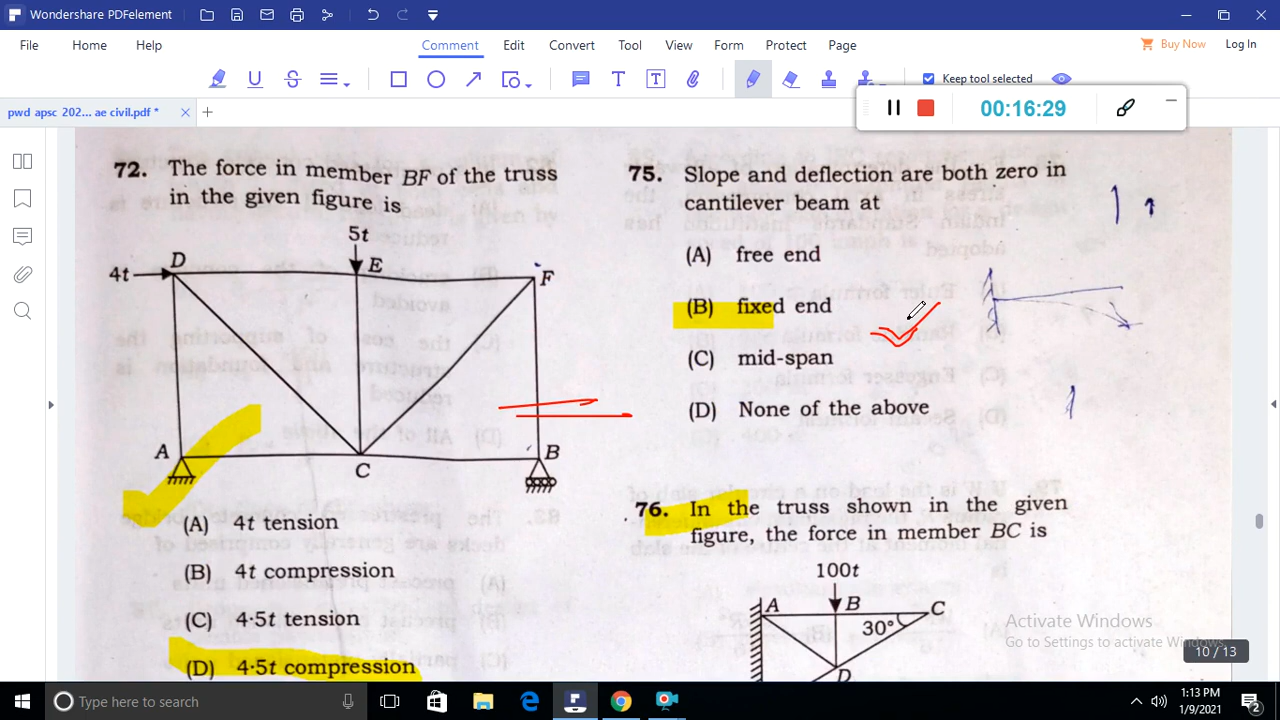 Wondershare PDFelement
File Home Help Comment Edit Convert Tool View Form Protect Page Buy Now Log In
Keep tool selected
pwd apsc 202... ae civil.pdf *
00:16:29
72. The force in member BF of the truss
in the given figure is
5t
4t
D
E
F
A
C
B
(A) 4t tension
(B) 4t compression
(C) 4·5t tension
(D) 4·5t compression
75. Slope and deflection are both zero in
cantilever beam at
(A) free end
(B) fixed end
(C) mid-span
(D) None of the above
76. In the truss shown in the given
figure, the force in member BC is
100t
A
B
C
30°
D
Activate Windows
Go to Settings to activate Windows.
10 / 13
Type here to search
1:13 PM
1/9/2021
2